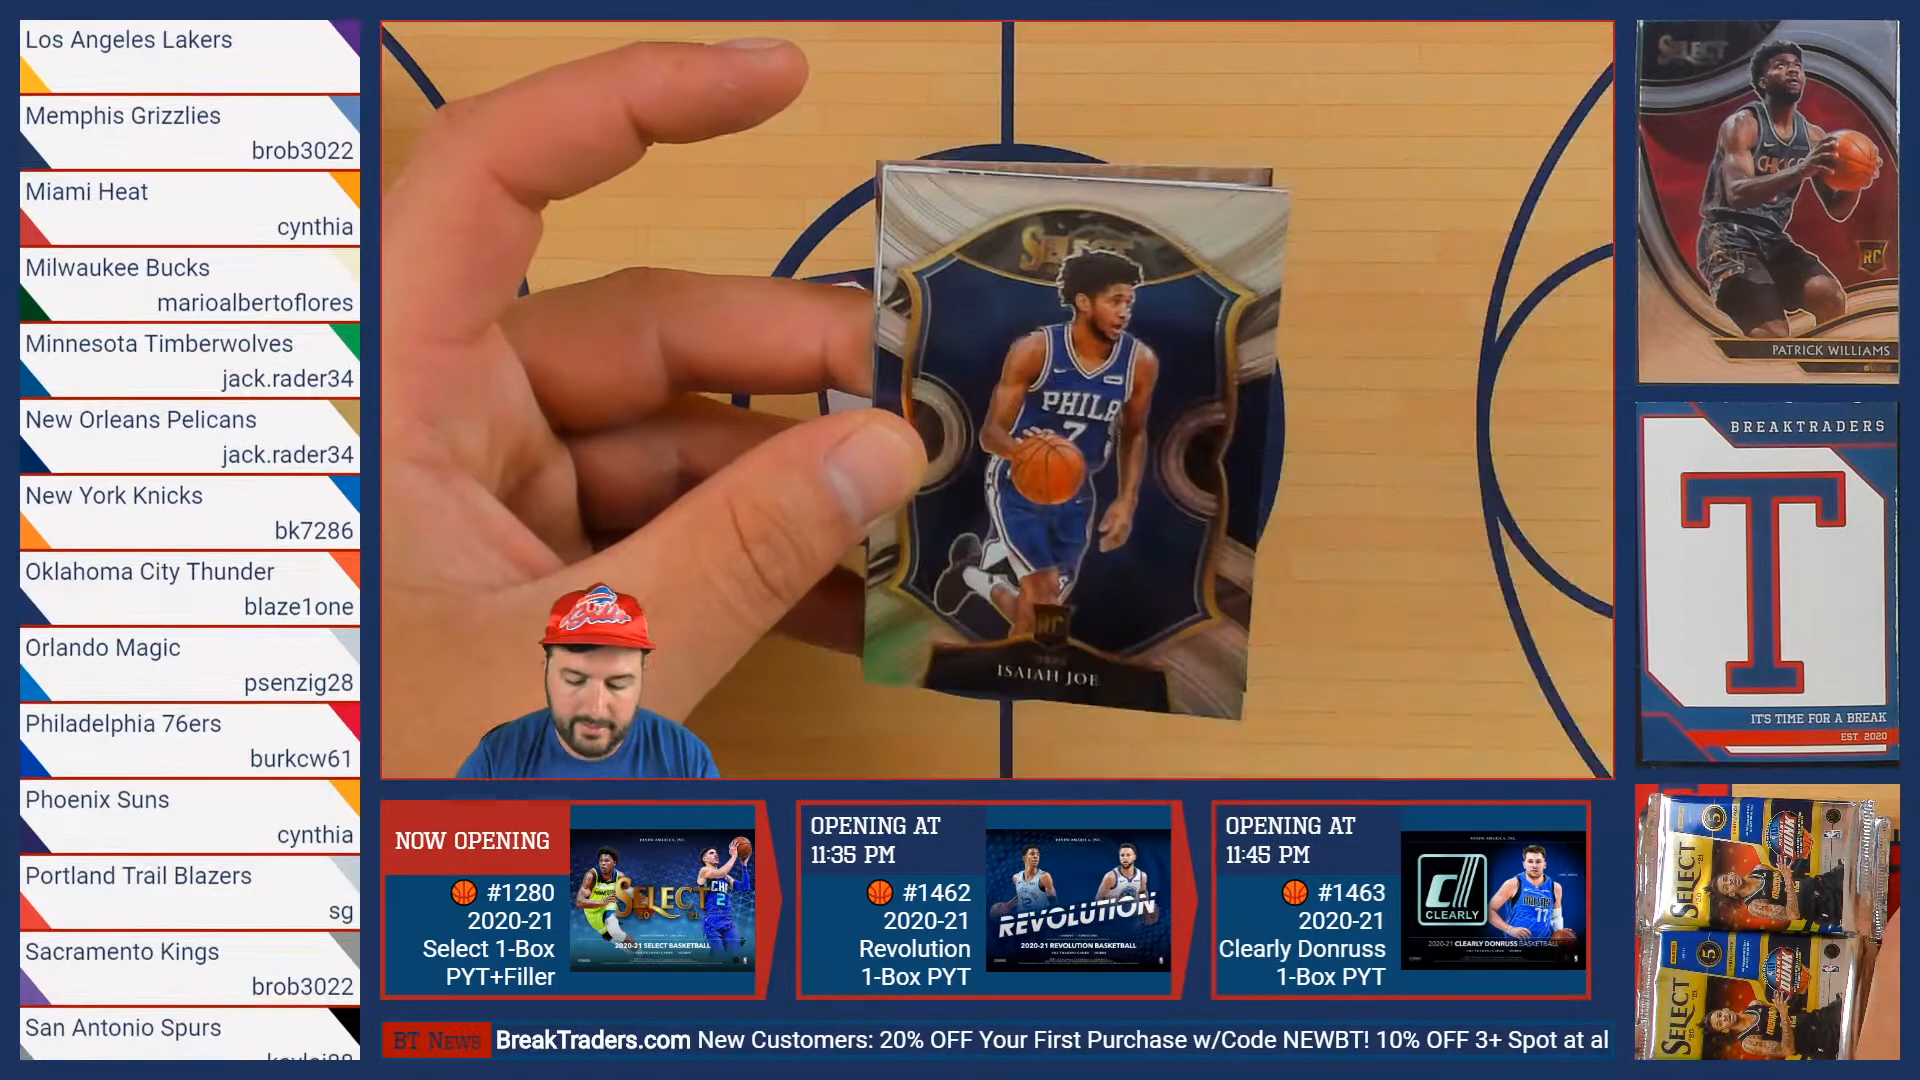 Los Angeles Lakers
Memphis Grizzlies
brob3022
Miami Heat
cynthia
Milwaukee Bucks
marioalbertoflores
Minnesota Timberwolves
jack.rader34
New Orleans Pelicans
jack.rader34
New York Knicks
bk7286
Oklahoma City Thunder
blaze1one
Orlando Magic
psenzig28
Philadelphia 76ers
burkcw61
Phoenix Suns
cynthia
Portland Trail Blazers
sg
Sacramento Kings
brob3022
San Antonio Spurs
SELECT
PHILA
7
RC
ISAIAH JOE
Bills
NOW OPENING
#1280
2020-21
Select 1-Box
PYT+Filler
SELECT
2020-21 SELECT BASKETBALL
OPENING AT
11:35 PM
#1462
2020-21
Revolution
1-Box PYT
REVOLUTION
2020-21 REVOLUTION BASKETBALL
OPENING AT
11:45 PM
#1463
2020-21
Clearly Donruss
1-Box PYT
CLEARLY
2020-21 CLEARLY DONRUSS BASKETBALL
BT News
BreakTraders.com New Customers: 20% OFF Your First Purchase w/Code NEWBT! 10% OFF 3+ Spot at al
SELECT
RC
PATRICK WILLIAMS
BREAKTRADERS
T
IT'S TIME FOR A BREAK
EST. 2020
5
SELECT
5
SELECT